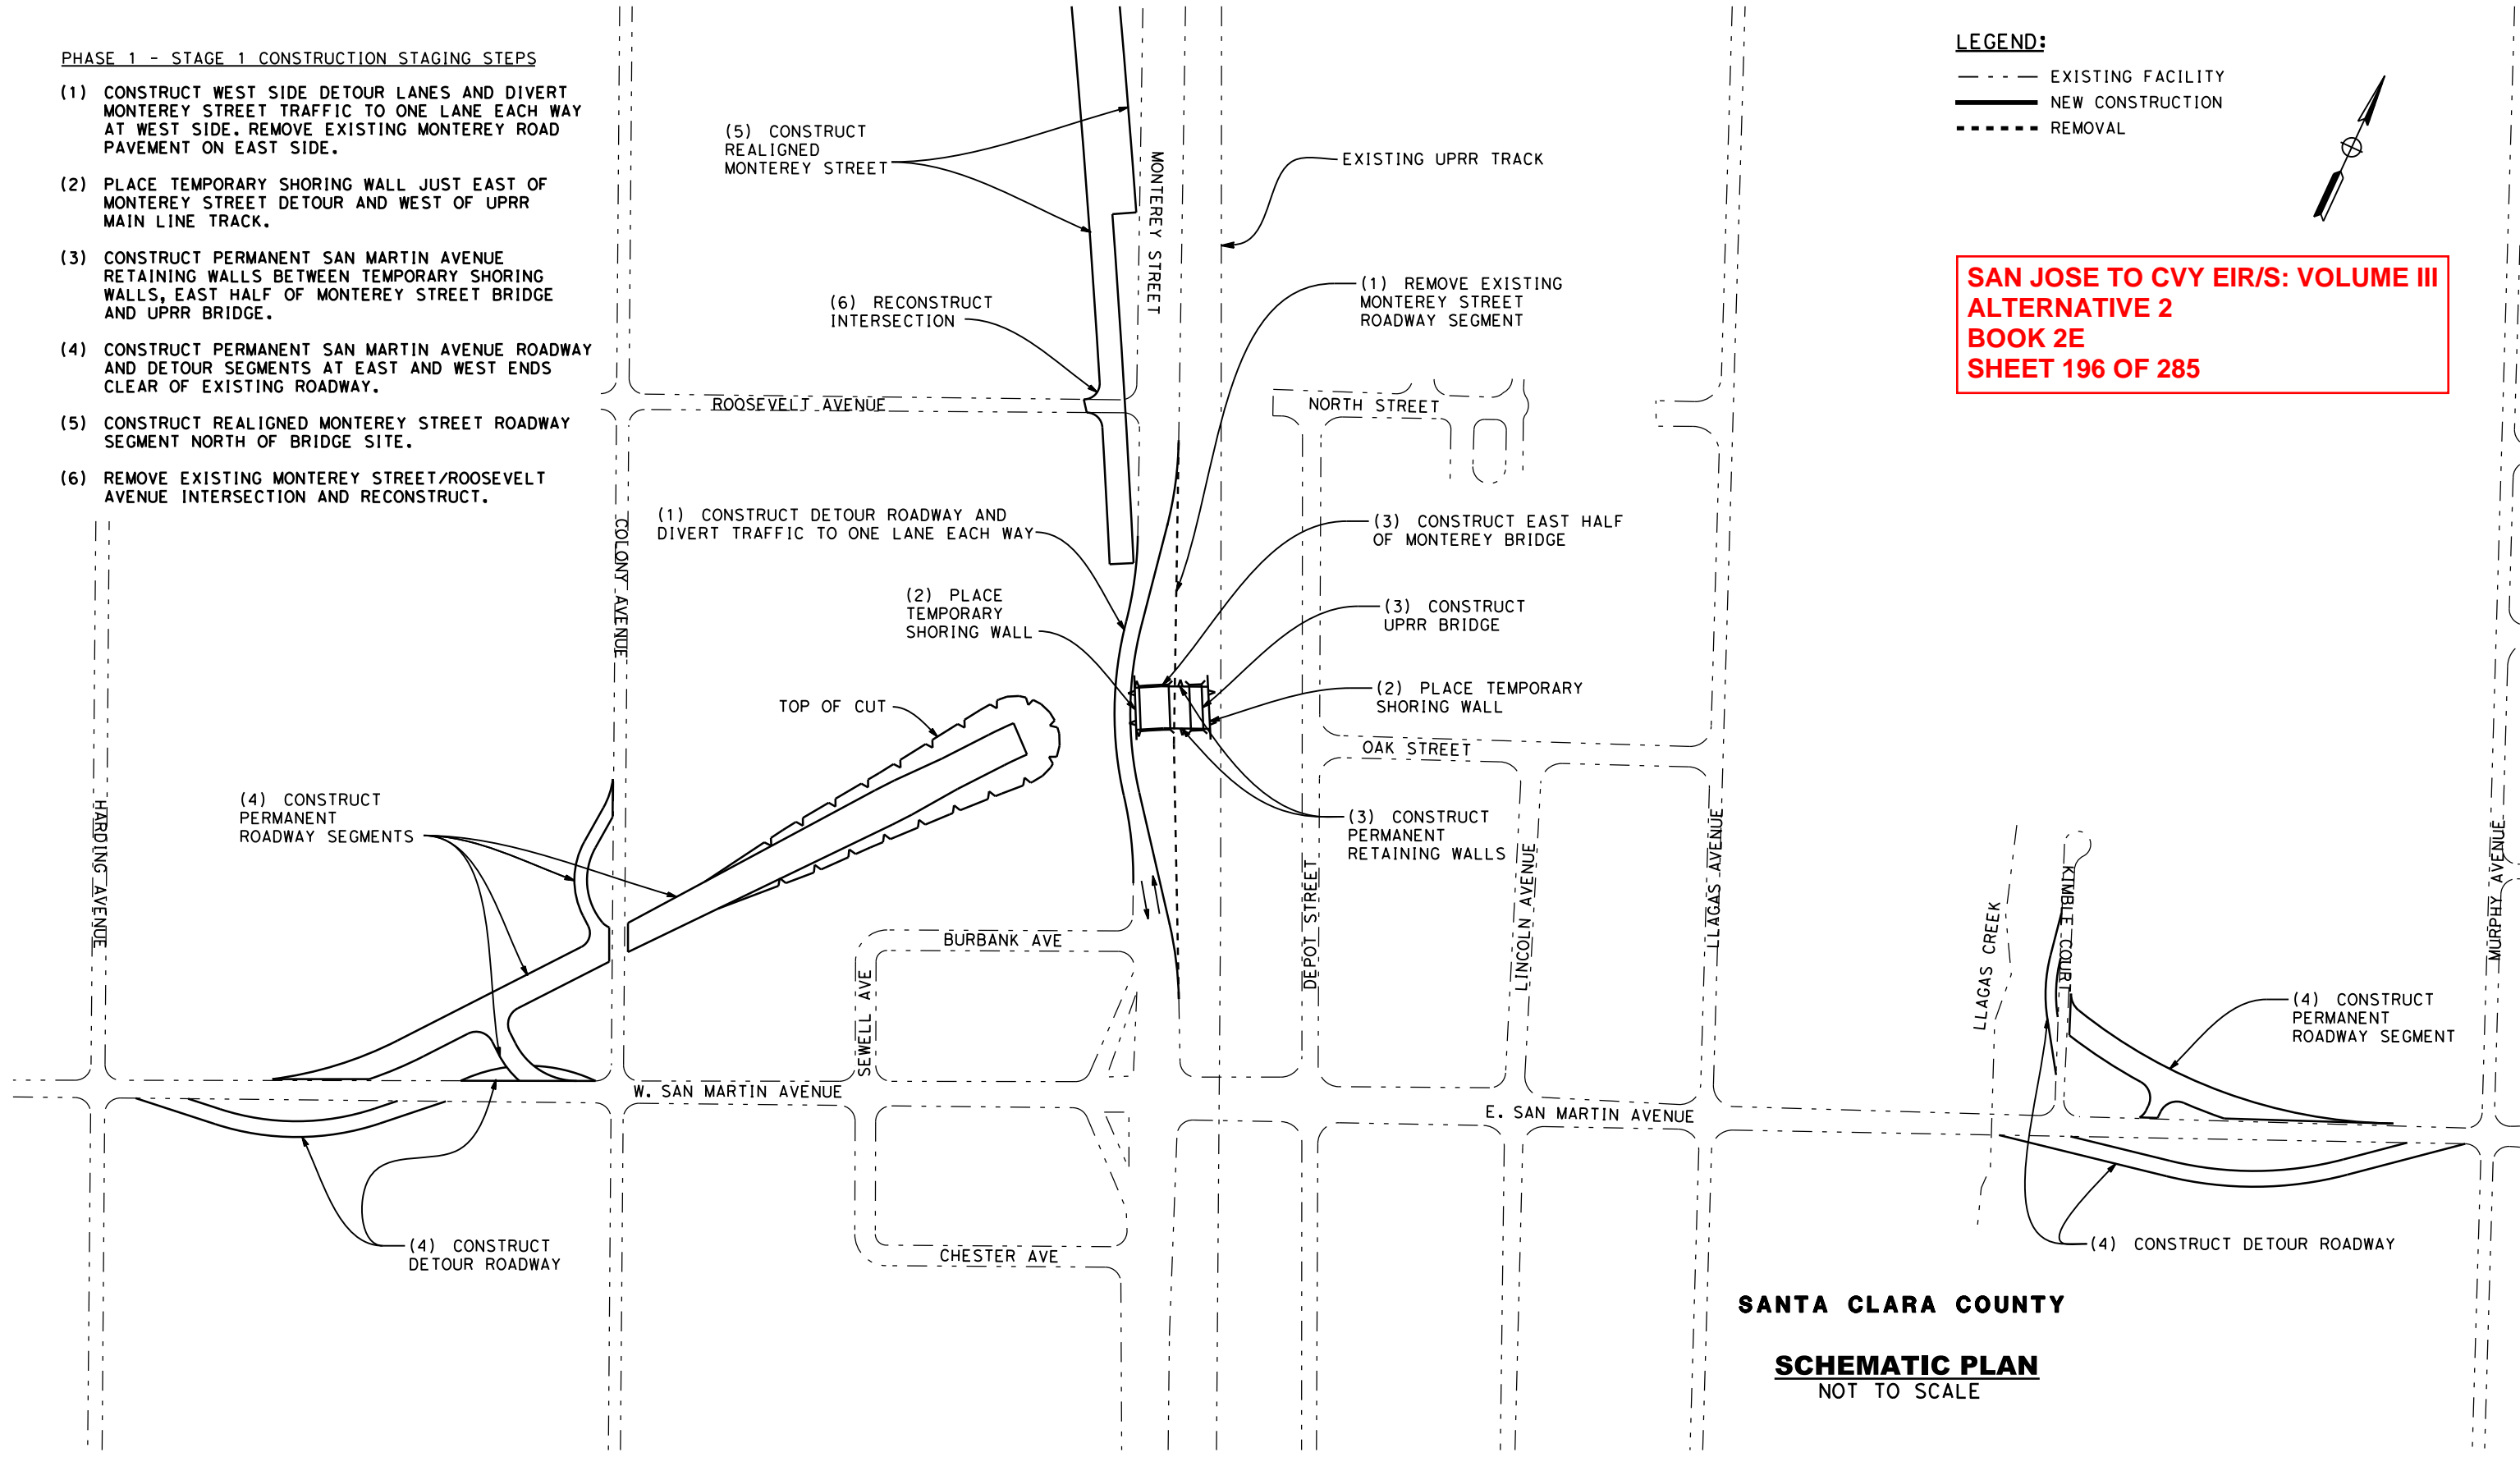 PHASE 1 - STAGE 1 CONSTRUCTION STAGING STEPS
(1) CONSTRUCT WEST SIDE DETOUR LANES AND DIVERT
MONTEREY STREET TRAFFIC TO ONE LANE EACH WAY
AT WEST SIDE. REMOVE EXISTING MONTEREY ROAD
PAVEMENT ON EAST SIDE.
(2) PLACE TEMPORARY SHORING WALL JUST EAST OF
MONTEREY STREET DETOUR AND WEST OF UPRR
MAIN LINE TRACK.
(3) CONSTRUCT PERMANENT SAN MARTIN AVENUE
RETAINING WALLS BETWEEN TEMPORARY SHORING
WALLS, EAST HALF OF MONTEREY STREET BRIDGE
AND UPRR BRIDGE.
(4) CONSTRUCT PERMANENT SAN MARTIN AVENUE ROADWAY
AND DETOUR SEGMENTS AT EAST AND WEST ENDS
CLEAR OF EXISTING ROADWAY.
(5) CONSTRUCT REALIGNED MONTEREY STREET ROADWAY
SEGMENT NORTH OF BRIDGE SITE.
(6) REMOVE EXISTING MONTEREY STREET/ROOSEVELT
AVENUE INTERSECTION AND RECONSTRUCT.
LEGEND:
EXISTING FACILITY
NEW CONSTRUCTION
REMOVAL
SAN JOSE TO CVY EIR/S: VOLUME III
ALTERNATIVE 2
BOOK 2E
SHEET 196 OF 285
(5) CONSTRUCT
REALIGNED
MONTEREY STREET
MONTEREY STREET
EXISTING UPRR TRACK
(6) RECONSTRUCT
INTERSECTION
(1) REMOVE EXISTING
MONTEREY STREET
ROADWAY SEGMENT
ROOSEVELT AVENUE
NORTH STREET
(1) CONSTRUCT DETOUR ROADWAY AND
DIVERT TRAFFIC TO ONE LANE EACH WAY
(3) CONSTRUCT EAST HALF
OF MONTEREY BRIDGE
COLONY AVENUE
(2) PLACE
TEMPORARY
SHORING WALL
(3) CONSTRUCT
UPRR BRIDGE
TOP OF CUT
(2) PLACE TEMPORARY
SHORING WALL
OAK STREET
(4) CONSTRUCT
PERMANENT
ROADWAY SEGMENTS
(3) CONSTRUCT
PERMANENT
RETAINING WALLS
HARDING AVENUE
DEPOT STREET
LINCOLN AVENUE
LLAGAS AVENUE
LLAGAS CREEK
KIMBLE COURT
MURPHY AVENUE
BURBANK AVE
SEWELL AVE
(4) CONSTRUCT
PERMANENT
ROADWAY SEGMENT
W. SAN MARTIN AVENUE
E. SAN MARTIN AVENUE
(4) CONSTRUCT
DETOUR ROADWAY
CHESTER AVE
(4) CONSTRUCT DETOUR ROADWAY
SANTA CLARA COUNTY
SCHEMATIC PLAN
NOT TO SCALE